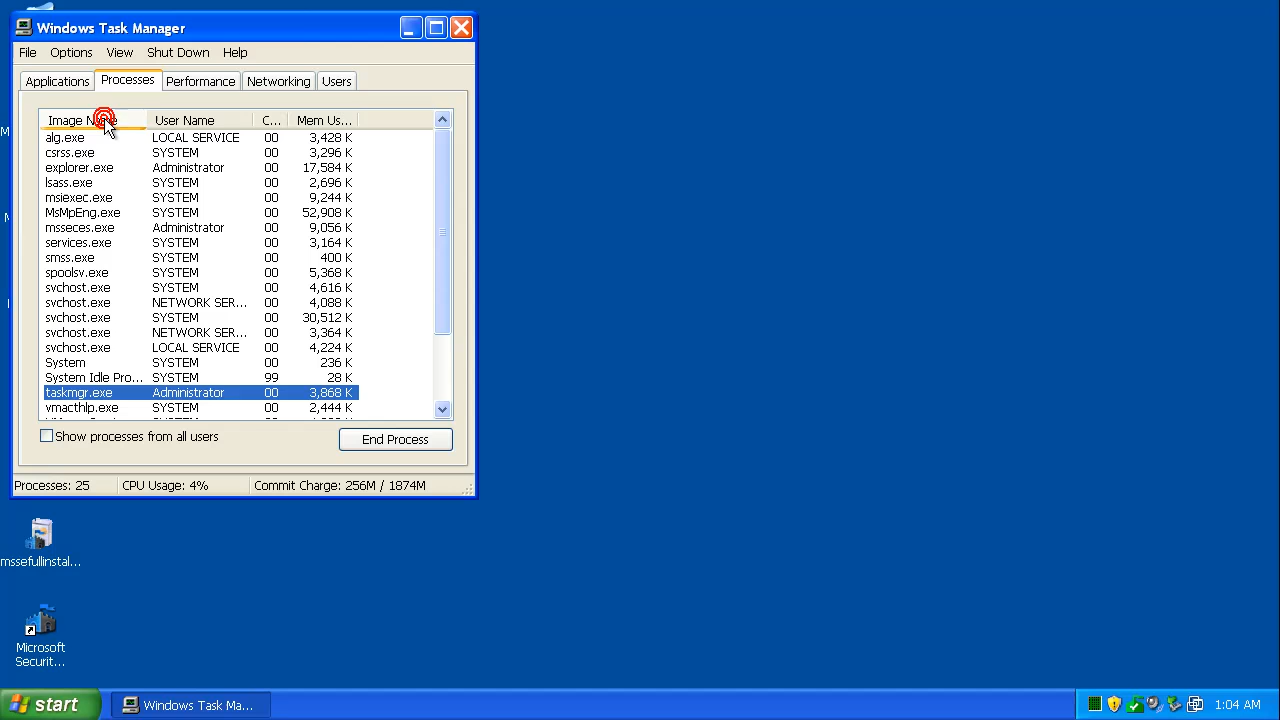 Windows Task Manager
File Options View Shut Down Help
Applications Processes Performance Networking Users
Image User Name C... Mem Us...
alg.exe LOCAL SERVICE 00 3,428 K
csrss.exe SYSTEM 00 3,296 K
explorer.exe Administrator 00 17,584 K
lsass.exe SYSTEM 00 2,696 K
msiexec.exe SYSTEM 00 9,244 K
MsMpEng.exe SYSTEM 00 52,908 K
msseces.exe Administrator 00 9,056 K
services.exe SYSTEM 00 3,164 K
smss.exe SYSTEM 00 400 K
spoolsv.exe SYSTEM 00 5,368 K
svchost.exe SYSTEM 00 4,616 K
svchost.exe NETWORK SER... 00 4,088 K
svchost.exe SYSTEM 00 30,512 K
svchost.exe NETWORK SER... 00 3,364 K
svchost.exe LOCAL SERVICE 00 4,224 K
System SYSTEM 00 236 K
System Idle Pro... SYSTEM 99 28 K
taskmgr.exe Administrator 00 3,868 K
vmacthlp.exe SYSTEM 00 2,444 K
Show processes from all users End Process
Processes: 25 CPU Usage: 4% Commit Charge: 256M / 1874M
mssefullinstal...
Microsoft
Securit...
start Windows Task Ma... 1:04 AM